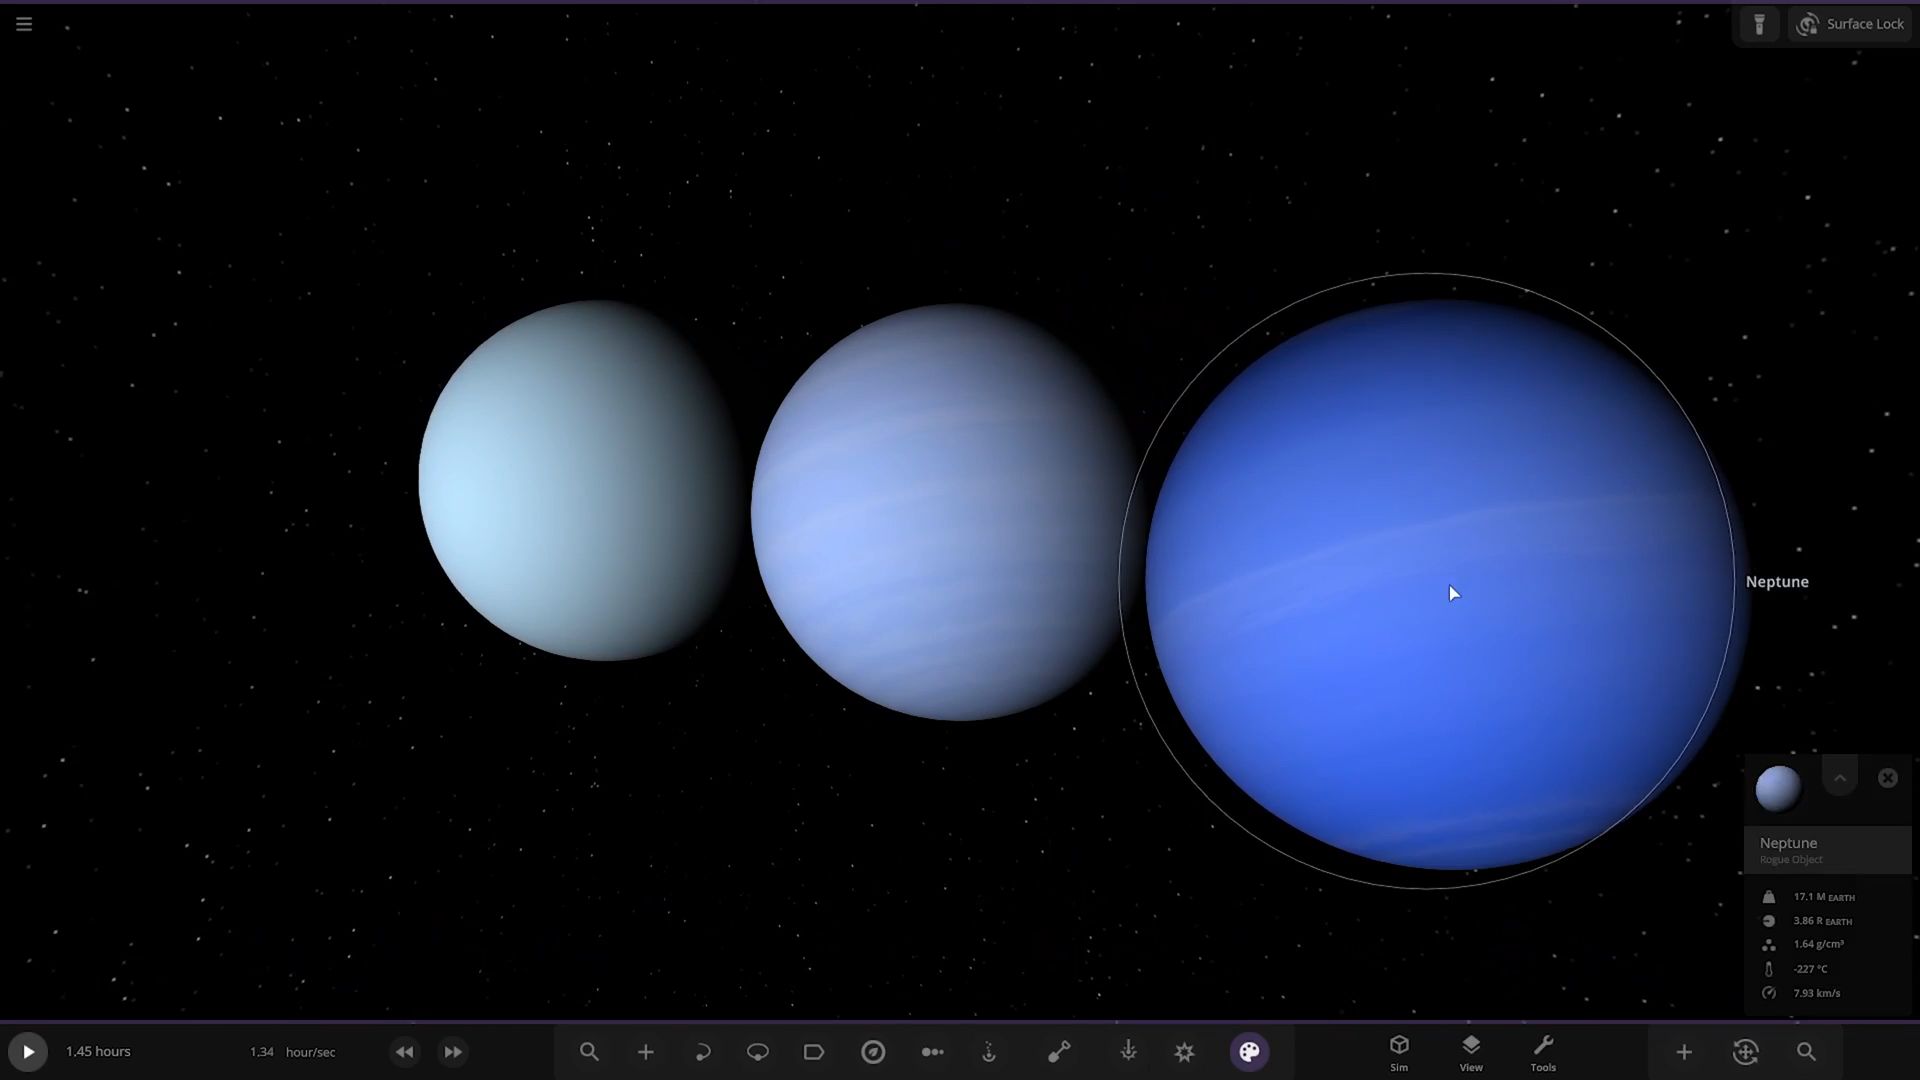 Surface Lock
Neptune
Neptune
Rogue Object
17.1 M EARTH
3.86 R EARTH
1.64 g/cm³
-227 °C
7.93 km/s
1.45 hours
1.34 hour/sec
Sim
View
Tools